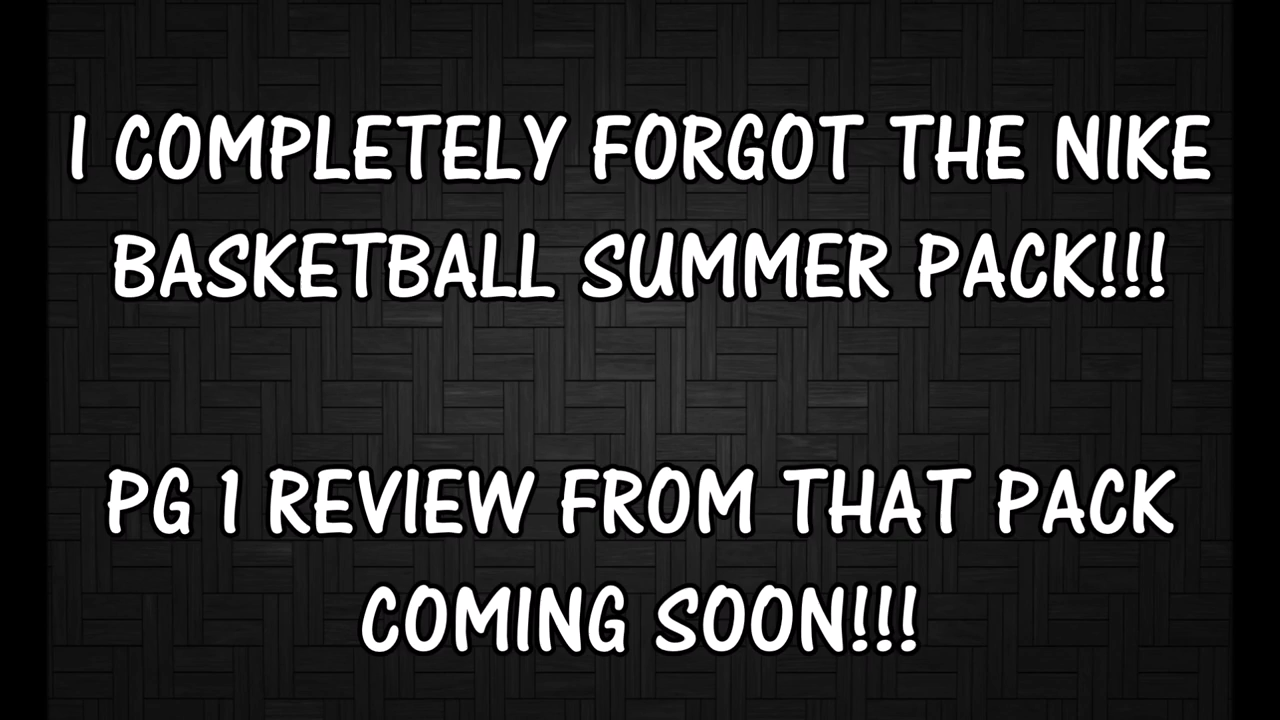 I COMPLETELY FORGOT THE NIKE
BASKETBALL SUMMER PACK!!!
PG 1 REVIEW FROM THAT PACK
COMING SOON!!!